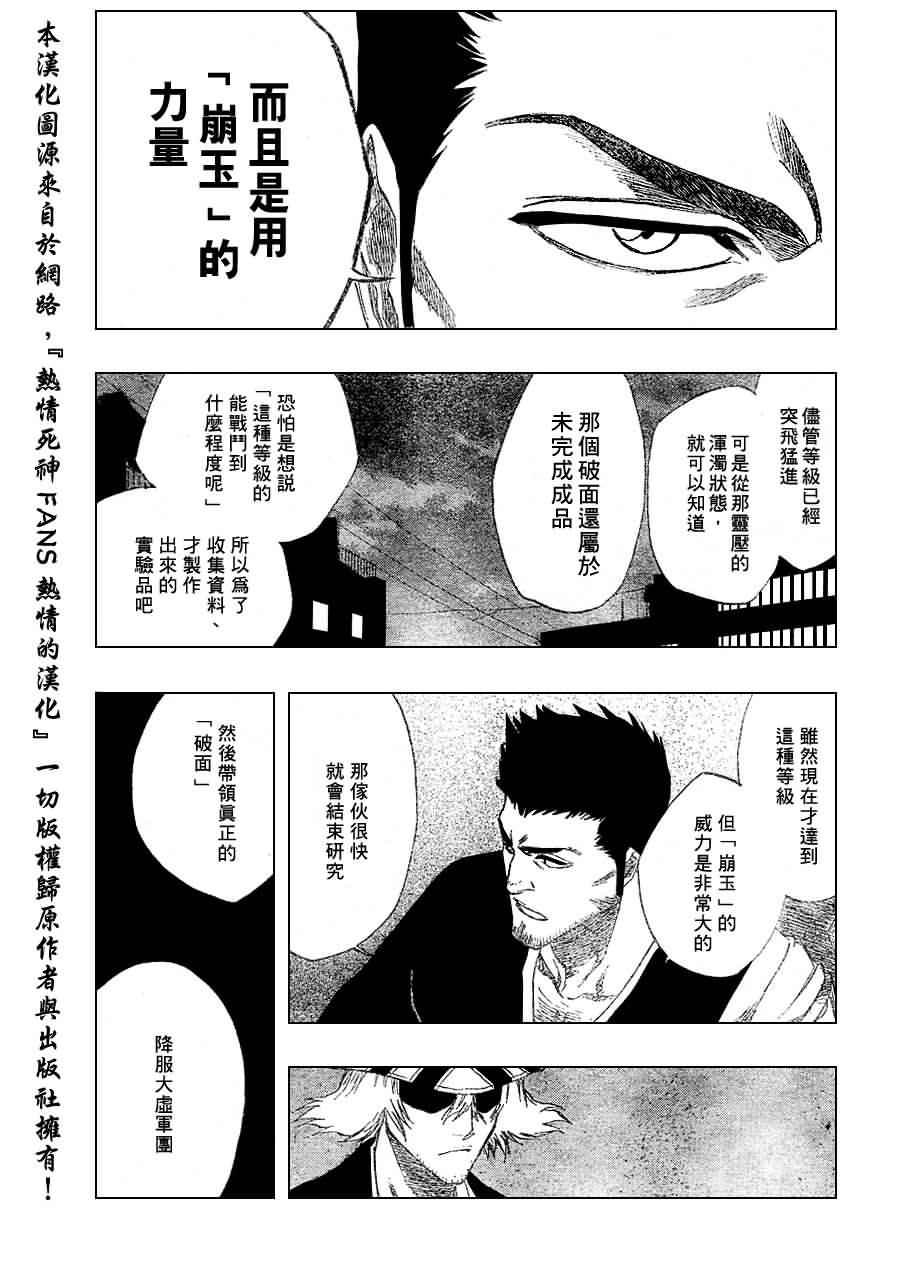 而且是用
「崩玉」的
力量
儘管等級已經
突飛猛進
可是從那靈壓的
渾濁狀態，
就可以知道
那個破面還屬於
未完成成品
恐怕是想說
「這種等級的
能戰鬥到
什麼程度呢」
所以爲了
收集資料、
才製作
出來的
實驗品吧
雖然現在才達到
這種等級
但「崩玉」的
威力是非常大的
那傢伙很快
就會結束研究
然後帶領眞正的
「破面」
降服大虛軍團
本漢化圖源來自於網路，『熱情死神FANS熱情的漢化』一切版權歸原作者與出版社擁有！